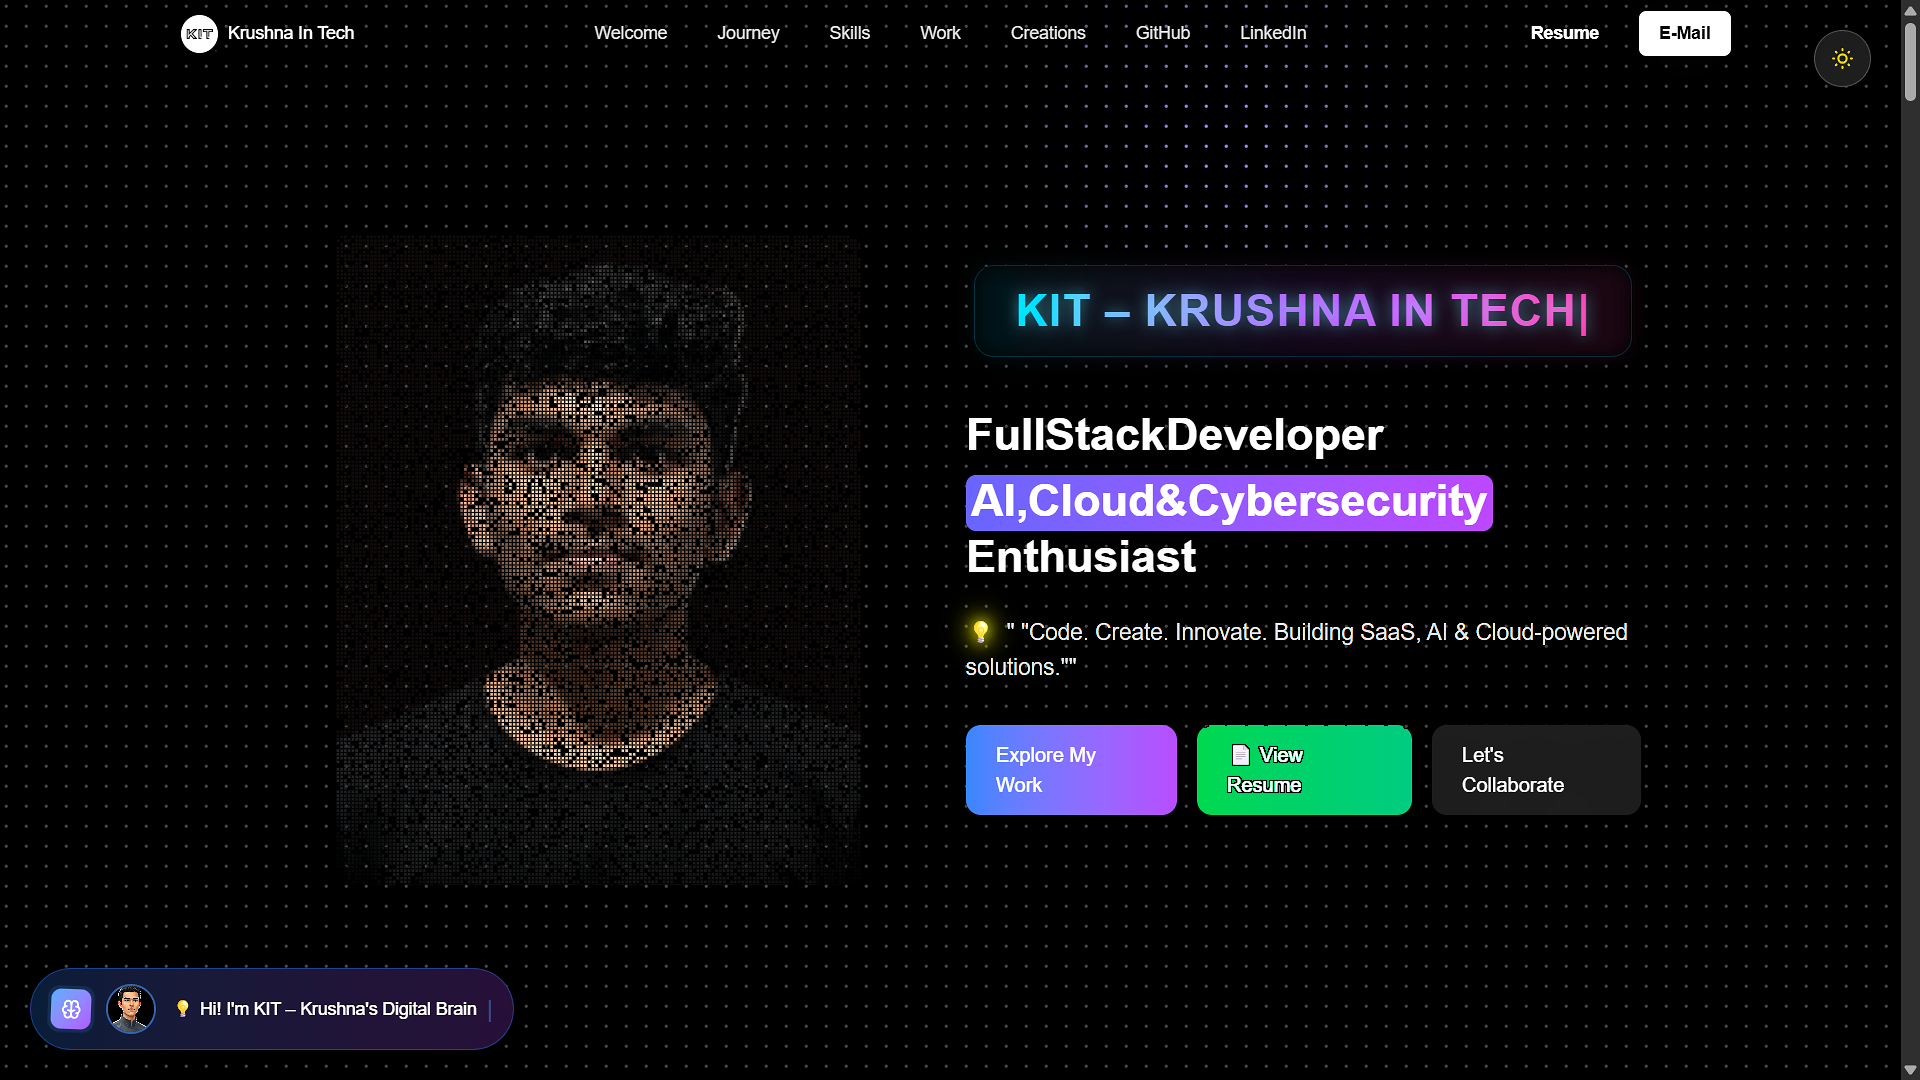 KIT Krushna In Tech
Welcome Journey Skills Work Creations GitHub LinkedIn
Resume E-Mail
KIT – KRUSHNA IN TECH|
FullStackDeveloper
AI,Cloud&Cybersecurity
Enthusiast
💡 " "Code. Create. Innovate. Building SaaS, AI & Cloud-powered
solutions.""
Explore My
Work
📄 View
Resume
Let's
Collaborate
💡 Hi! I'm KIT – Krushna's Digital Brain |